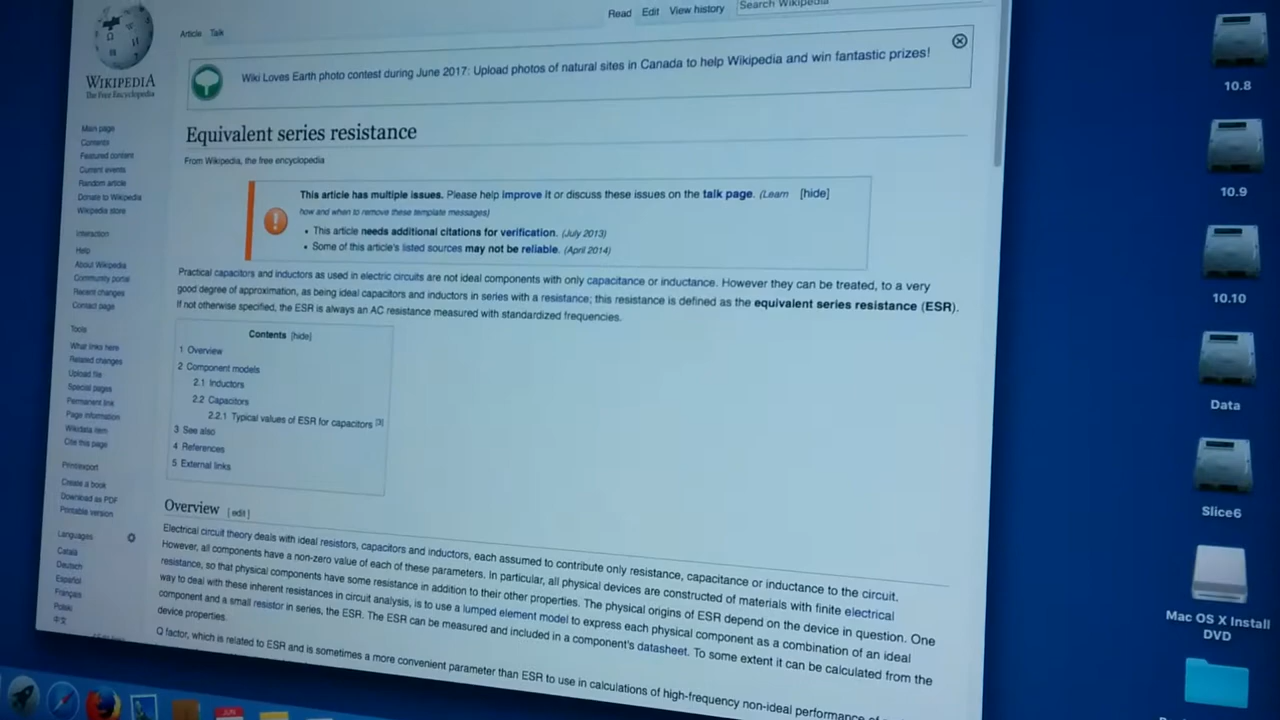 Read Edit View history Search Wikipedia
Article Talk
WIKIPEDIA
The Free Encyclopedia
Wiki Loves Earth photo contest during June 2017: Upload photos of natural sites in Canada to help Wikipedia and win fantastic prizes!
Main page
Contents
Featured content
Current events
Random article
Donate to Wikipedia
Wikipedia store
Interaction
Help
About Wikipedia
Community portal
Recent changes
Contact page
Tools
What links here
Related changes
Upload file
Special pages
Permanent link
Page information
Wikidata item
Cite this page
Print/export
Create a book
Download as PDF
Printable version
Languages
Català
Deutsch
Español
Français
Polski
中文
Equivalent series resistance
From Wikipedia, the free encyclopedia
This article has multiple issues. Please help improve it or discuss these issues on the talk page. (Learn [hide]
how and when to remove these template messages)
• This article needs additional citations for verification. (July 2013)
• Some of this article's listed sources may not be reliable. (April 2014)
Practical capacitors and inductors as used in electric circuits are not ideal components with only capacitance or inductance. However they can be treated, to a very
good degree of approximation, as being ideal capacitors and inductors in series with a resistance; this resistance is defined as the equivalent series resistance (ESR).
If not otherwise specified, the ESR is always an AC resistance measured with standardized frequencies.
Contents [hide]
1 Overview
2 Component models
2.1 Inductors
2.2 Capacitors
2.2.1 Typical values of ESR for capacitors [3]
3 See also
4 References
5 External links
Overview [edit]
Electrical circuit theory deals with ideal resistors, capacitors and inductors, each assumed to contribute only resistance, capacitance or inductance to the circuit.
However, all components have a non-zero value of each of these parameters. In particular, all physical devices are constructed of materials with finite electrical
resistance, so that physical components have some resistance in addition to their other properties. The physical origins of ESR depend on the device in question. One
way to deal with these inherent resistances in circuit analysis, is to use a lumped element model to express each physical component as a combination of an ideal
component and a small resistor in series, the ESR. The ESR can be measured and included in a component's datasheet. To some extent it can be calculated from the
device properties.
Q factor, which is related to ESR and is sometimes a more convenient parameter than ESR to use in calculations of high-frequency non-ideal performance of
10.8
10.9
10.10
Data
Slice6
Mac OS X Install
DVD
JUN